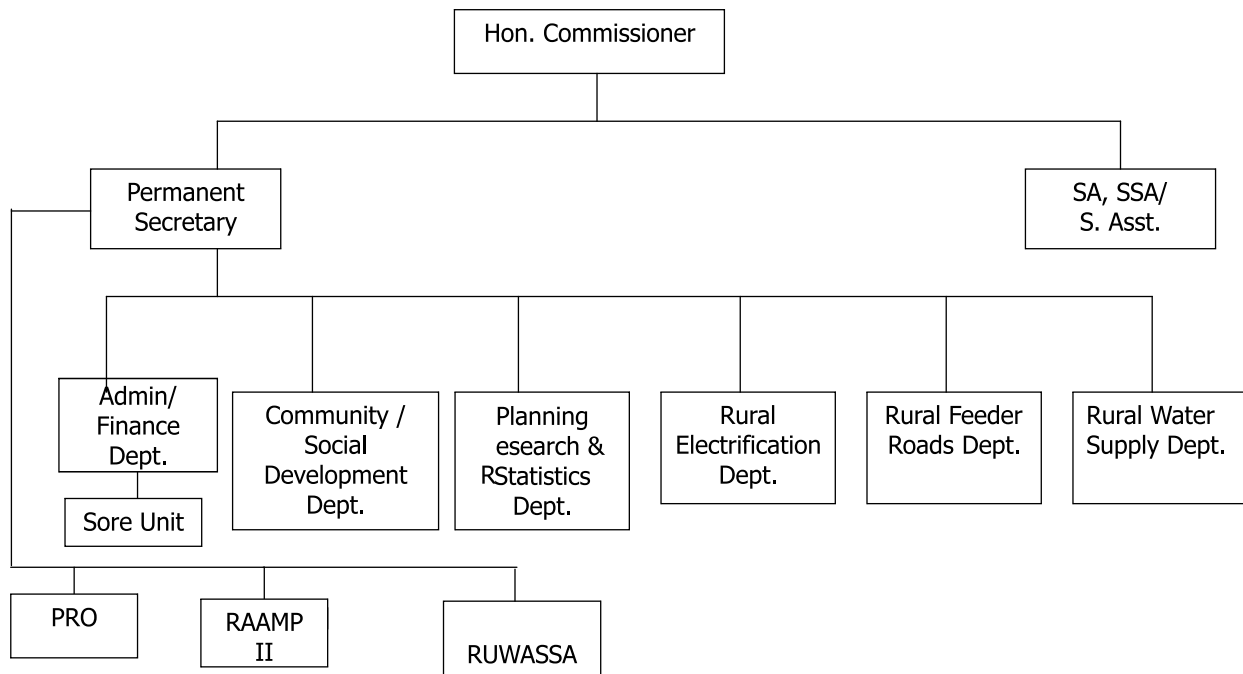 Hon. Commissioner
Permanent
Secretary
SA, SSA/
S. Asst.
Admin/
Finance
Dept.
Community /
Social
Development
Dept.
Planning
esearch &
RStatistics
Dept.
Rural
Electrification
Dept.
Rural Feeder
Roads Dept.
Rural Water
Supply Dept.
Sore Unit
PRO
RAAMP
II
RUWASSA